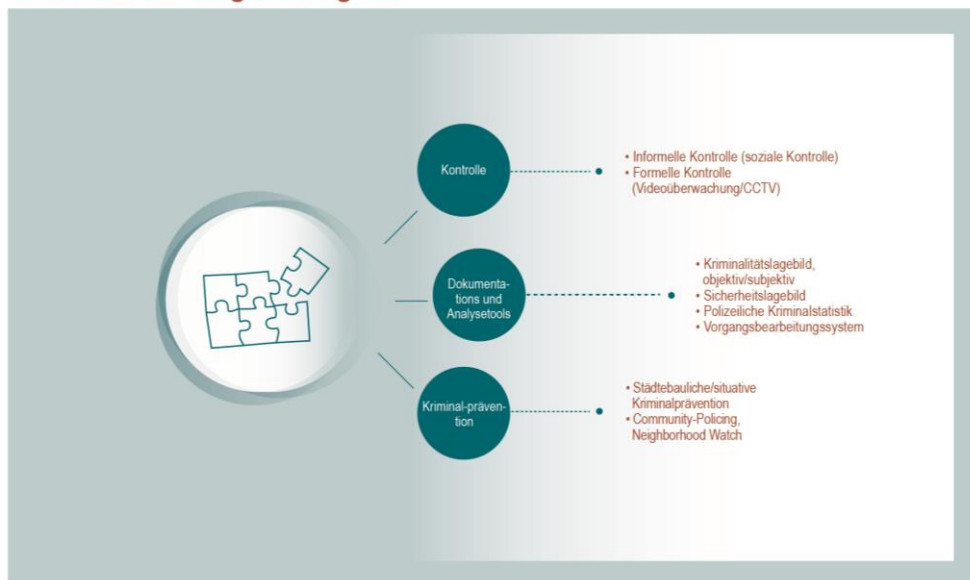 Kontrolle
• Informelle Kontrolle (soziale Kontrolle)
• Formelle Kontrolle
(Videoüberwachung/CCTV)
Dokumenta-
tions und
Analysetools
• Kriminalitätslagebild,
objektiv/subjektiv
• Sicherheitslagebild
• Polizeiliche Kriminalstatistik
• Vorgangsbearbeitungssystem
Kriminal-präven-
tion
• Städtebauliche/situative
Kriminalprävention
• Community-Policing,
Neighborhood Watch